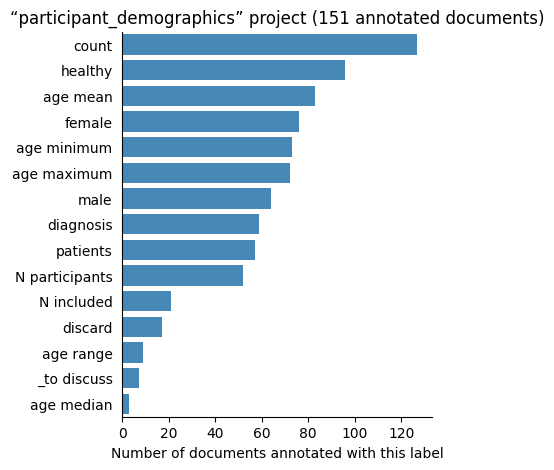 “participant_demographics” project (151 annotated documents)
count
healthy
age mean
female
age minimum
age maximum
male
diagnosis
patients
N participants
N included
discard
age range
_to discuss
age median
0 20 40 60 80 100 120
Number of documents annotated with this label